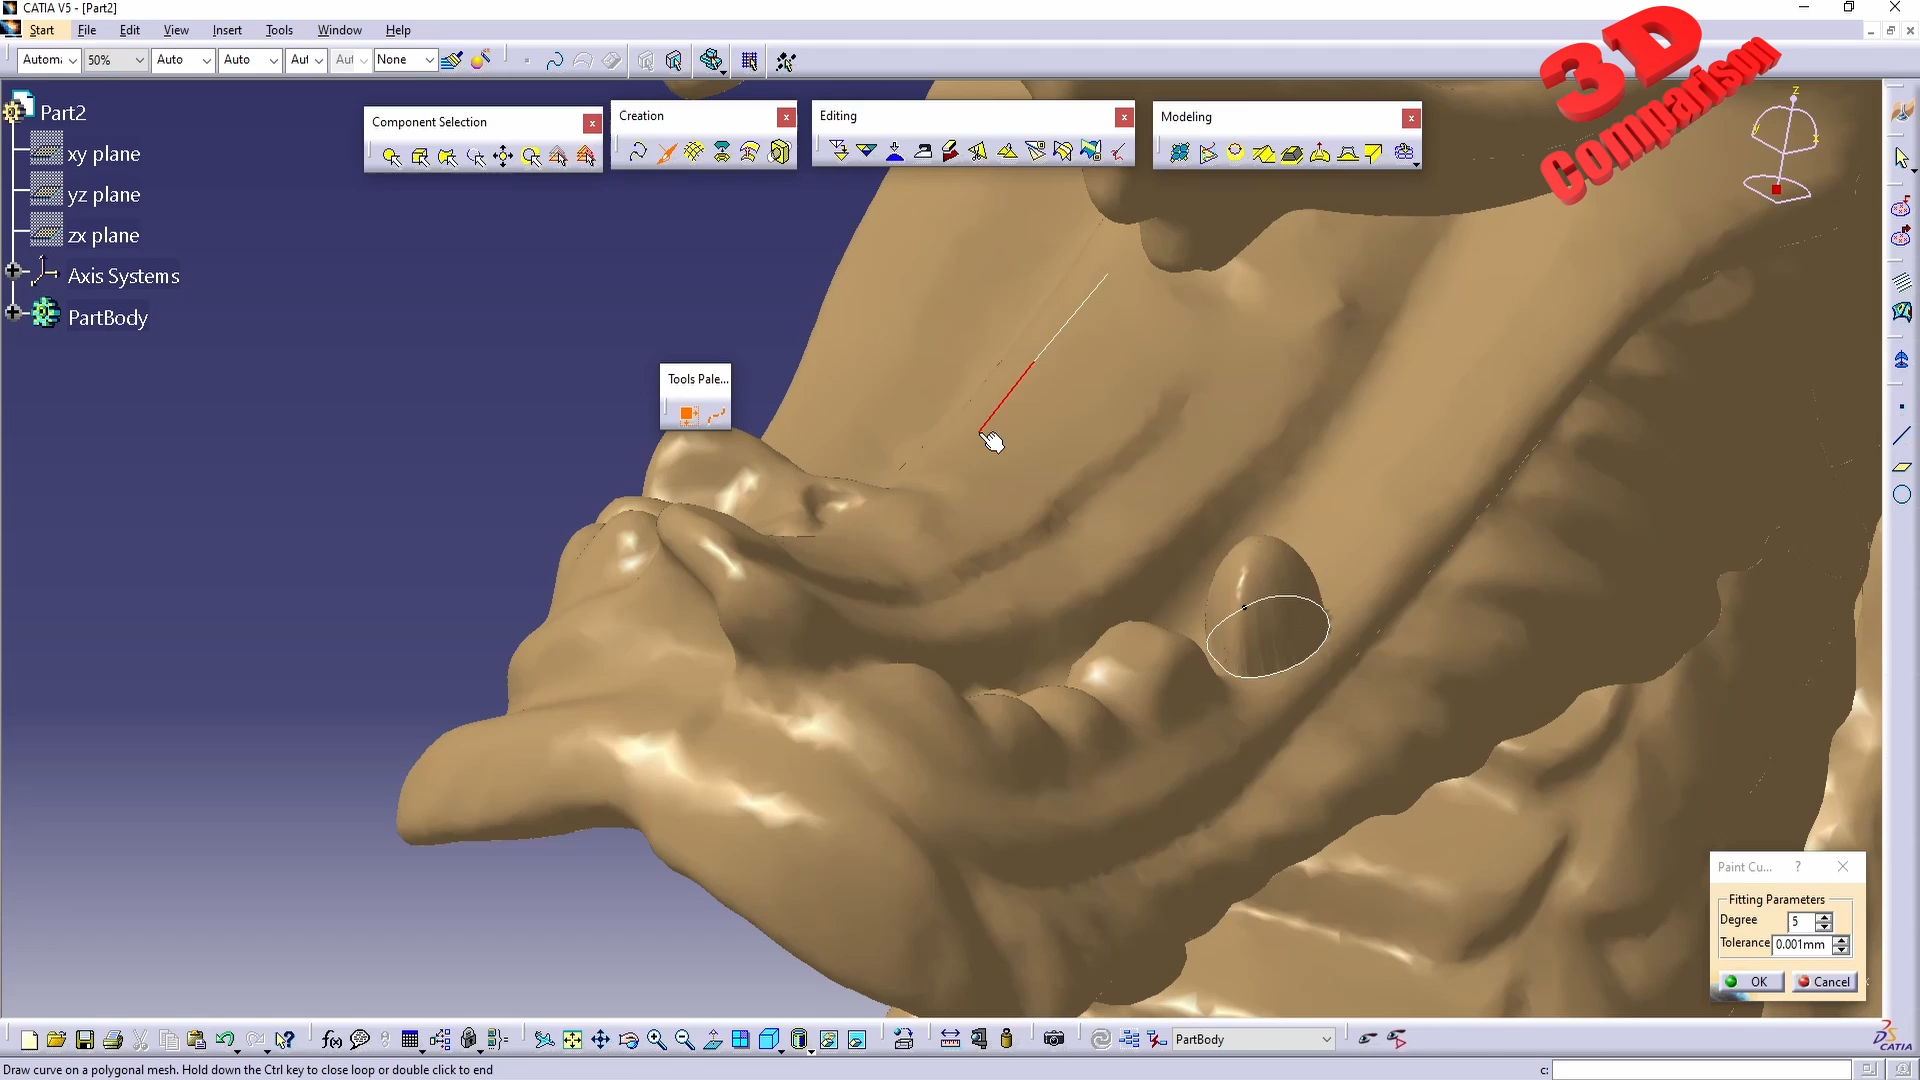 CATIA V5 - [Part2]
Start File Edit View Insert Tools Window Help
Automa 50% Auto Auto Aut Aut None
3D
Comparison
Part2
xy plane
yz plane
zx plane
Axis Systems
PartBody
Component Selection
Creation
Editing
Modeling
z
y
x
Tools Pale...
Paint Cu... ?
Fitting Parameters
Degree 5
Tolerance 0.001mm
OK Cancel
PartBody
CATIA
Draw curve on a polygonal mesh. Hold down the Ctrl key to close loop or double click to end
c: